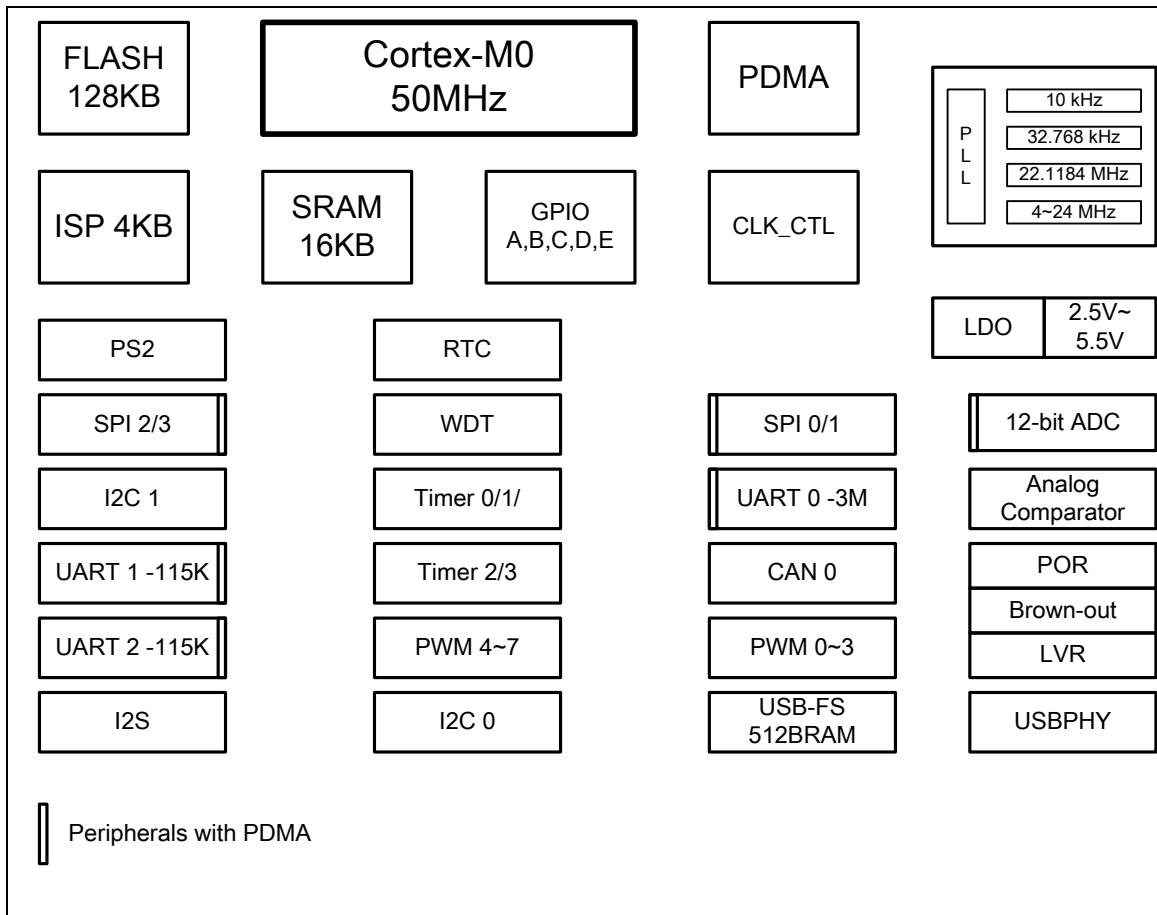 FLASH
128KB
Cortex-M0
50MHz
PDMA
P
L
L
10 kHz
32.768 kHz
22.1184 MHz
4~24 MHz
ISP 4KB
SRAM
16KB
GPIO
A,B,C,D,E
CLK_CTL
LDO
2.5V~
5.5V
PS2
RTC
SPI 2/3
WDT
SPI 0/1
12-bit ADC
I2C 1
Timer 0/1/
UART 0 -3M
Analog
Comparator
UART 1 -115K
Timer 2/3
CAN 0
POR
Brown-out
UART 2 -115K
PWM 4~7
PWM 0~3
LVR
I2S
I2C 0
USB-FS
512BRAM
USBPHY
Peripherals with PDMA